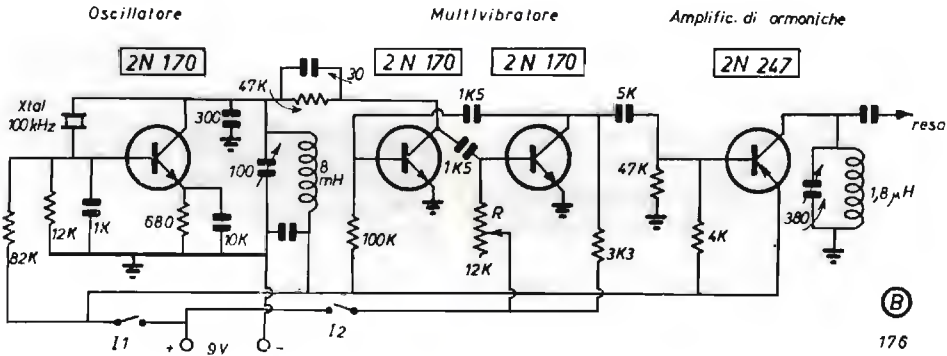 Oscillatore
Multivibratore
Amplific. di ormoniche
2N 170
2N 170
2N 170
2N 247
Xtal
100kHz
300
47K
30
1K5
5K
100
8
mH
1K5
47K
380
1,8µH
resa
82K
12K
1K
680
10K
100K
R
12K
3K3
4K
I1
+ 9V -
I2
B
176